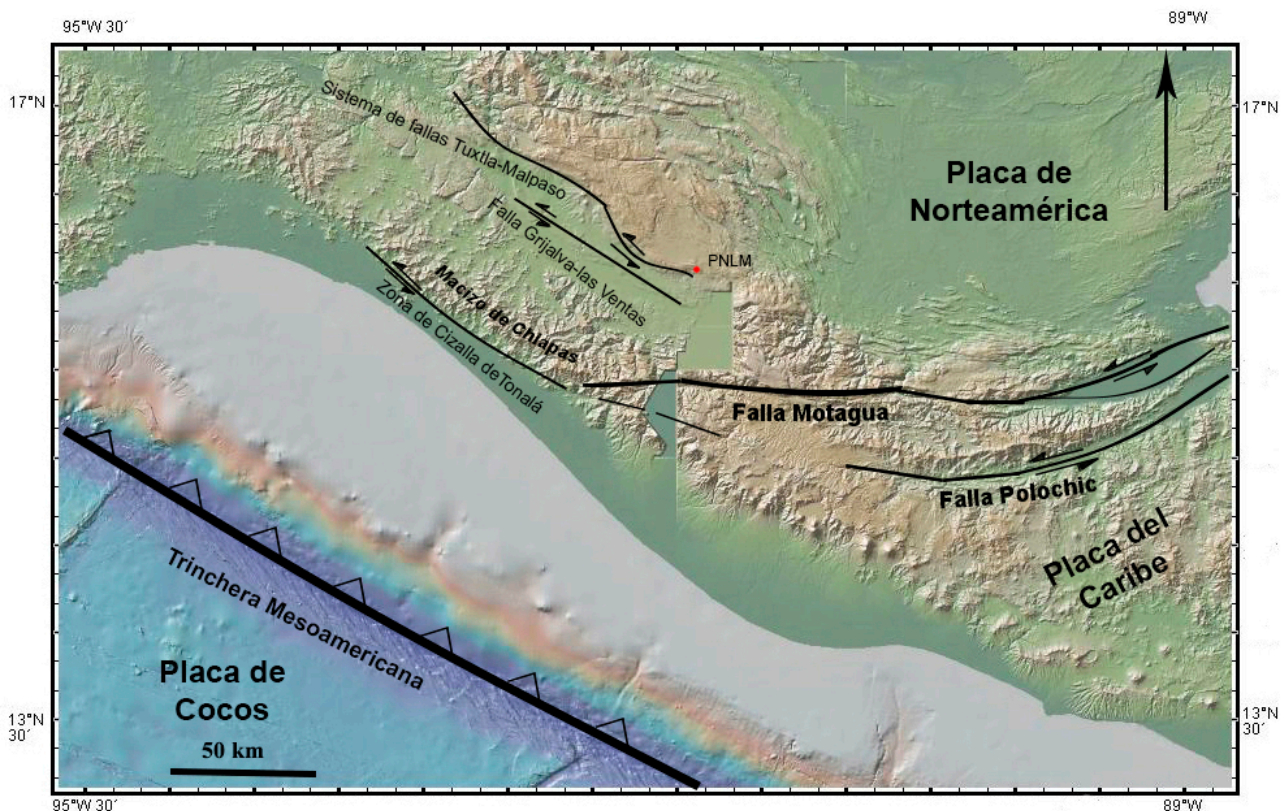 95°W 30´
89°W
17°N
17°N
Sistema de fallas Tuxtla-Malpaso
Placa de
Norteamérica
Falla Grijalva-las Ventas
PNLM
Macizo de Chiapas
Zona de Cizalla deTonalá
Falla Motagua
Falla Polochic
Placa del
Caribe
Trinchera Mesoamericana
Placa de
Cocos
50 km
13°N
30´
13°N
30´
95°W 30´
89°W